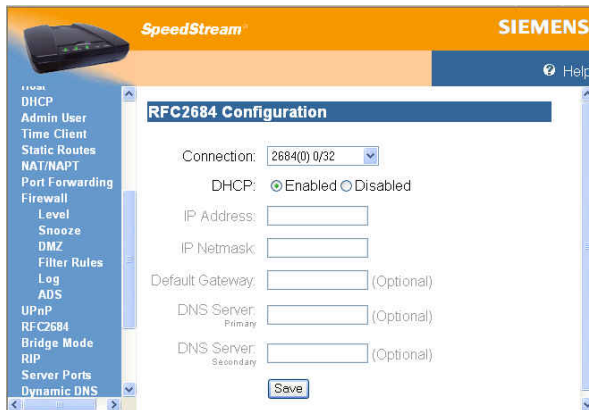 SpeedStream
SIEMENS
Help
Host
DHCP
Admin User
Time Client
Static Routes
NAT/NAPT
Port Forwarding
Firewall
Level
Snooze
DMZ
Filter Rules
Log
ADS
UPnP
RFC2684
Bridge Mode
RIP
Server Ports
Dynamic DNS
RFC2684 Configuration
Connection: 2684(0) 0/32
DHCP: Enabled Disabled
IP Address:
IP Netmask:
Default Gateway: (Optional)
DNS Server: Primary (Optional)
DNS Server: Secondary (Optional)
Save